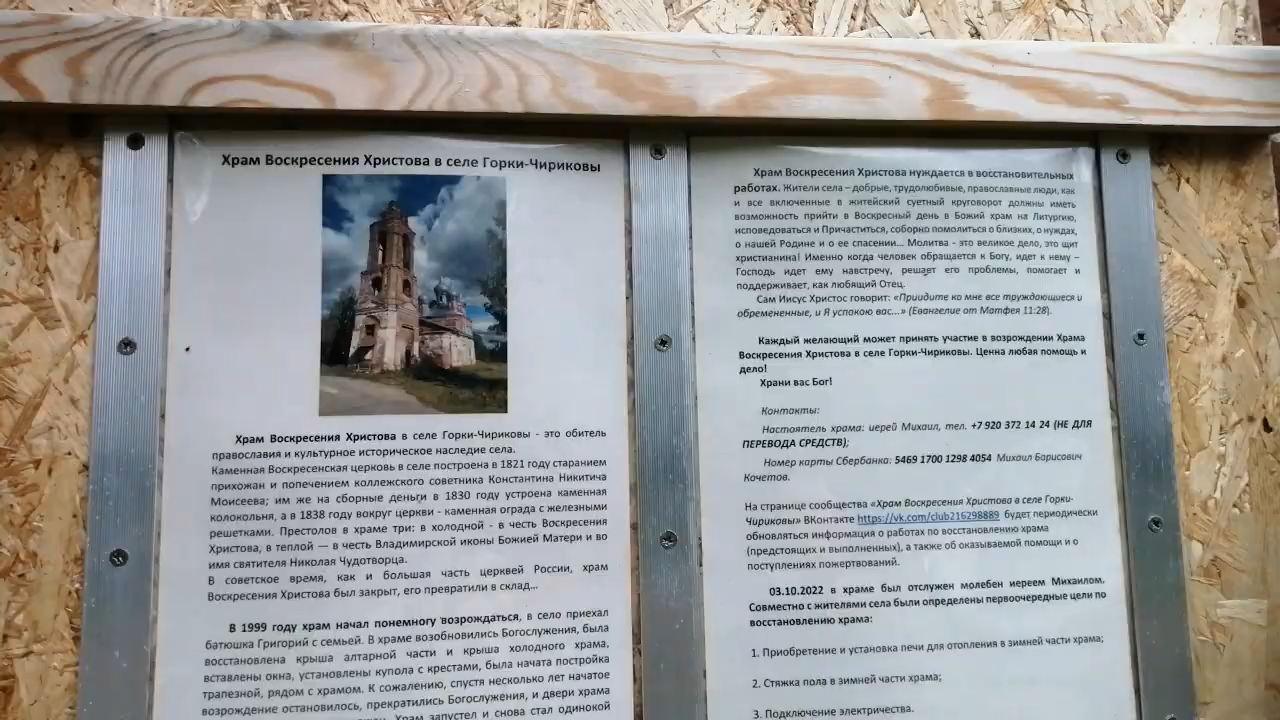 Храм Воскресения Христова в селе Горки-Чириковы
Храм Воскресения Христова в селе Горки-Чириковы - это обитель
православия и культурное историческое наследие села.
Каменная Воскресенская церковь в селе построена в 1821 году старанием
прихожан и попечением коллежского советника Константина Никитича
Моисеева; им же на сборные деньги в 1830 году устроена каменная
колокольня, а в 1838 году вокруг церкви - каменная ограда с железными
решетками. Престолов в храме три: в холодной - в честь Воскресения
Христова, в теплой — в честь Владимирской иконы Божией Матери и во
имя святителя Николая Чудотворца.
В советское время, как и большая часть церквей России, храм
Воскресения Христова был закрыт, его превратили в склад...
В 1999 году храм начал понемногу возрождаться, в село приехал
батюшка Григорий с семьей. В храме возобновились Богослужения, была
восстановлена крыша алтарной части и крыша холодного храма,
вставлены окна, установлены купола с крестами, была начата постройка
трапезной, рядом с храмом. К сожалению, спустя несколько лет начатое
возрождение остановилось, прекратились Богослужения, и двери храма
Храм запустел и снова стал одинокой
Храм Воскресения Христова нуждается в восстановительных
работах. Жители села – добрые, трудолюбивые, православные люди, как
и все включенные в житейский суетный круговорот должны иметь
возможность прийти в Воскресный день в Божий храм на Литургию,
исповедоваться и Причаститься, соборно помолиться о близких, о нуждах,
о нашей Родине и о ее спасении... Молитва - это великое дело, это щит
христианина! Именно когда человек обращается к Богу, идет к нему –
Господь идет ему навстречу, решает его проблемы, помогает и
поддерживает, как любящий Отец.
Сам Иисус Христос говорит: «Приидите ко мне все труждающиеся и
обремененные, и Я успокою вас...» (Евангелие от Матфея 11:28).
Каждый желающий может принять участие в возрождении Храма
Воскресения Христова в селе Горки-Чириковы. Ценна любая помощь и
дело!
Храни вас Бог!
Контакты:
Настоятель храма: иерей Михаил, тел. +7 920 372 14 24 (НЕ ДЛЯ
ПЕРЕВОДА СРЕДСТВ);
Номер карты Сбербанка: 5469 1700 1298 4054 Михаил Борисович
Кочетов.
На странице сообщества «Храм Воскресения Христова в селе Горки-
Чириковы» ВКонтакте https://vk.com/club216298889 будет периодически
обновляться информация о работах по восстановлению храма
(предстоящих и выполненных), а также об оказываемой помощи и о
поступлениях пожертвований.
03.10.2022 в храме был отслужен молебен иереем Михаилом.
Совместно с жителями села были определены первоочередные цели по
восстановлению храма:
1. Приобретение и установка печи для отопления в зимней части храма;
2. Стяжка пола в зимней части храма;
3. Подключение электричества.